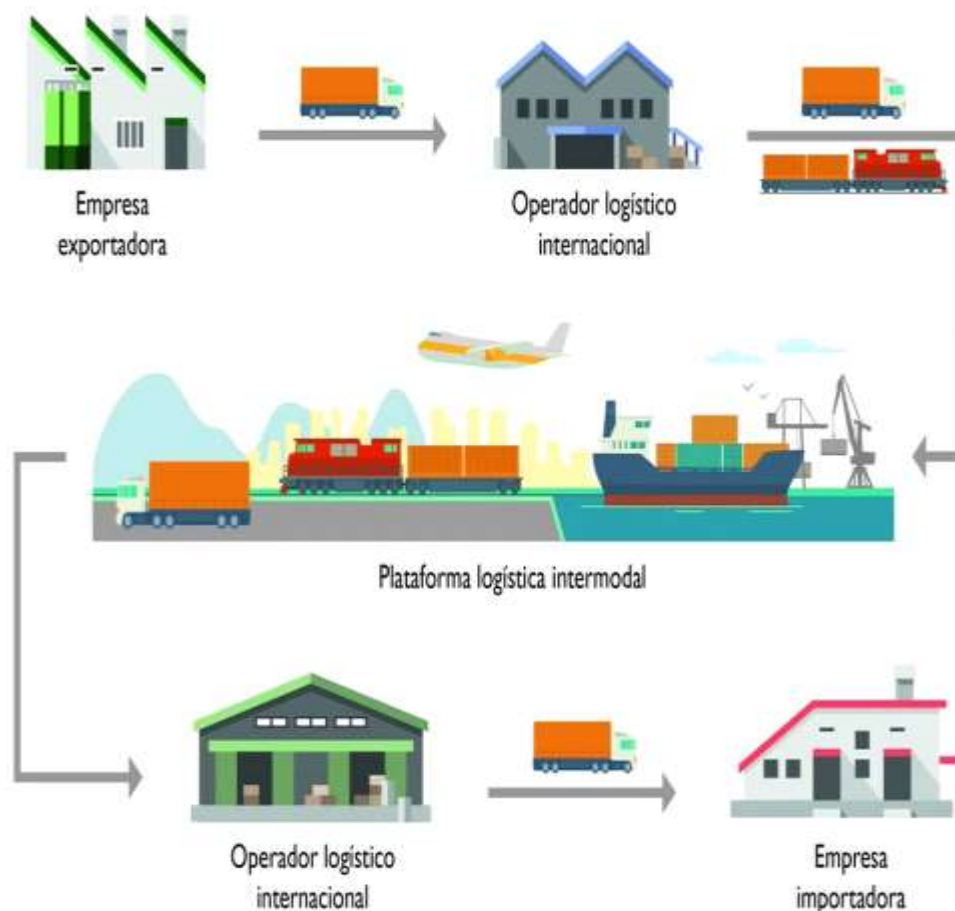 Empresa
exportadora
Operador logístico
internacional
Plataforma logística intermodal
Operador logístico
internacional
Empresa
importadora